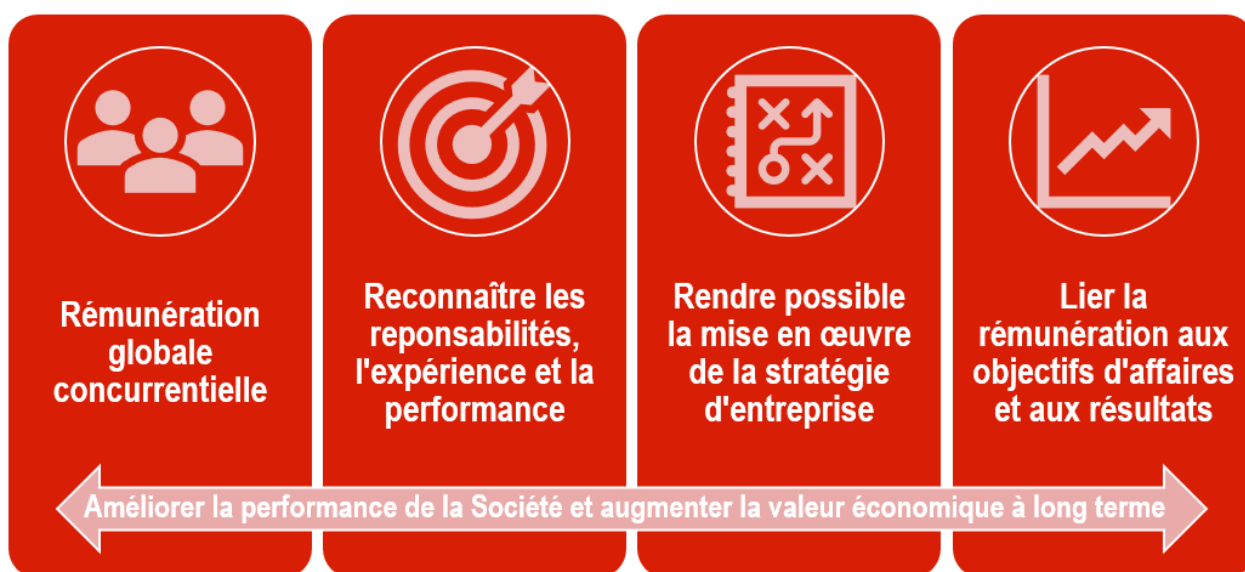 Rémunération
globale
concurrentielle
Reconnaître les
reponsabilités,
l'expérience et la
performance
Rendre possible
la mise en œuvre
de la stratégie
d'entreprise
Lier la
rémunération aux
objectifs d'affaires
et aux résultats
Améliorer la performance de la Société et augmenter la valeur économique à long terme